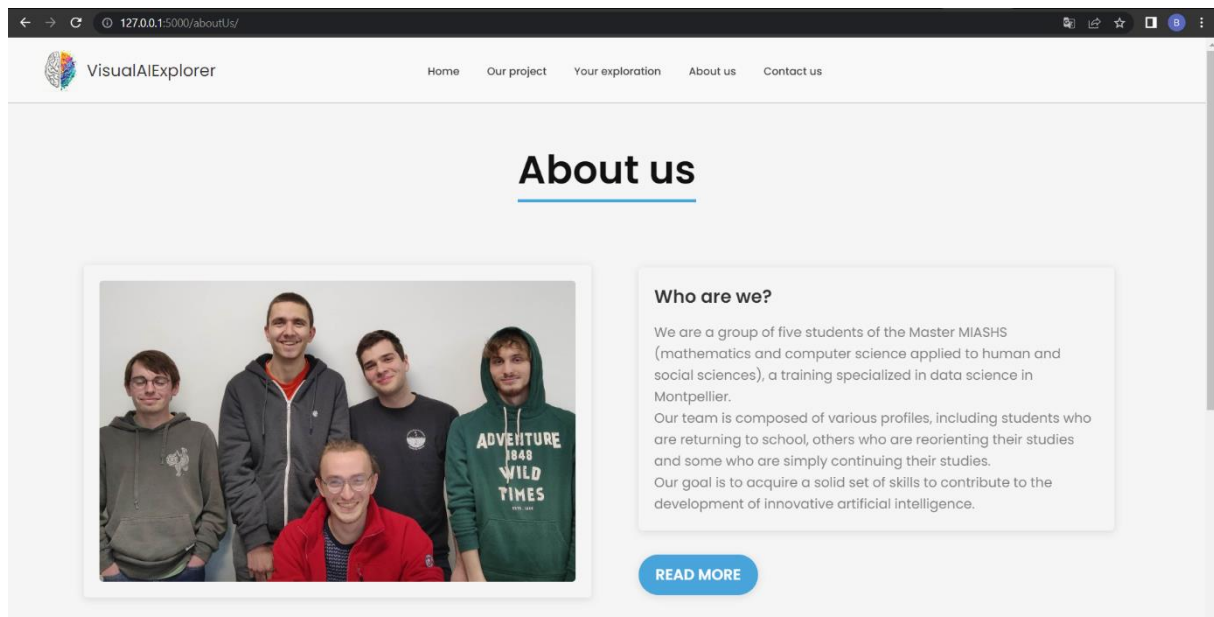 127.0.0.1:5000/aboutUs/
B
VisualAIExplorer
Home Our project Your exploration About us Contact us
About us
ADVENTURE
1848
WILD
TIMES
Who are we?
We are a group of five students of the Master MIASHS
(mathematics and computer science applied to human and
social sciences), a training specialized in data science in
Montpellier.
Our team is composed of various profiles, including students who
are returning to school, others who are reorienting their studies
and some who are simply continuing their studies.
Our goal is to acquire a solid set of skills to contribute to the
development of innovative artificial intelligence.
READ MORE